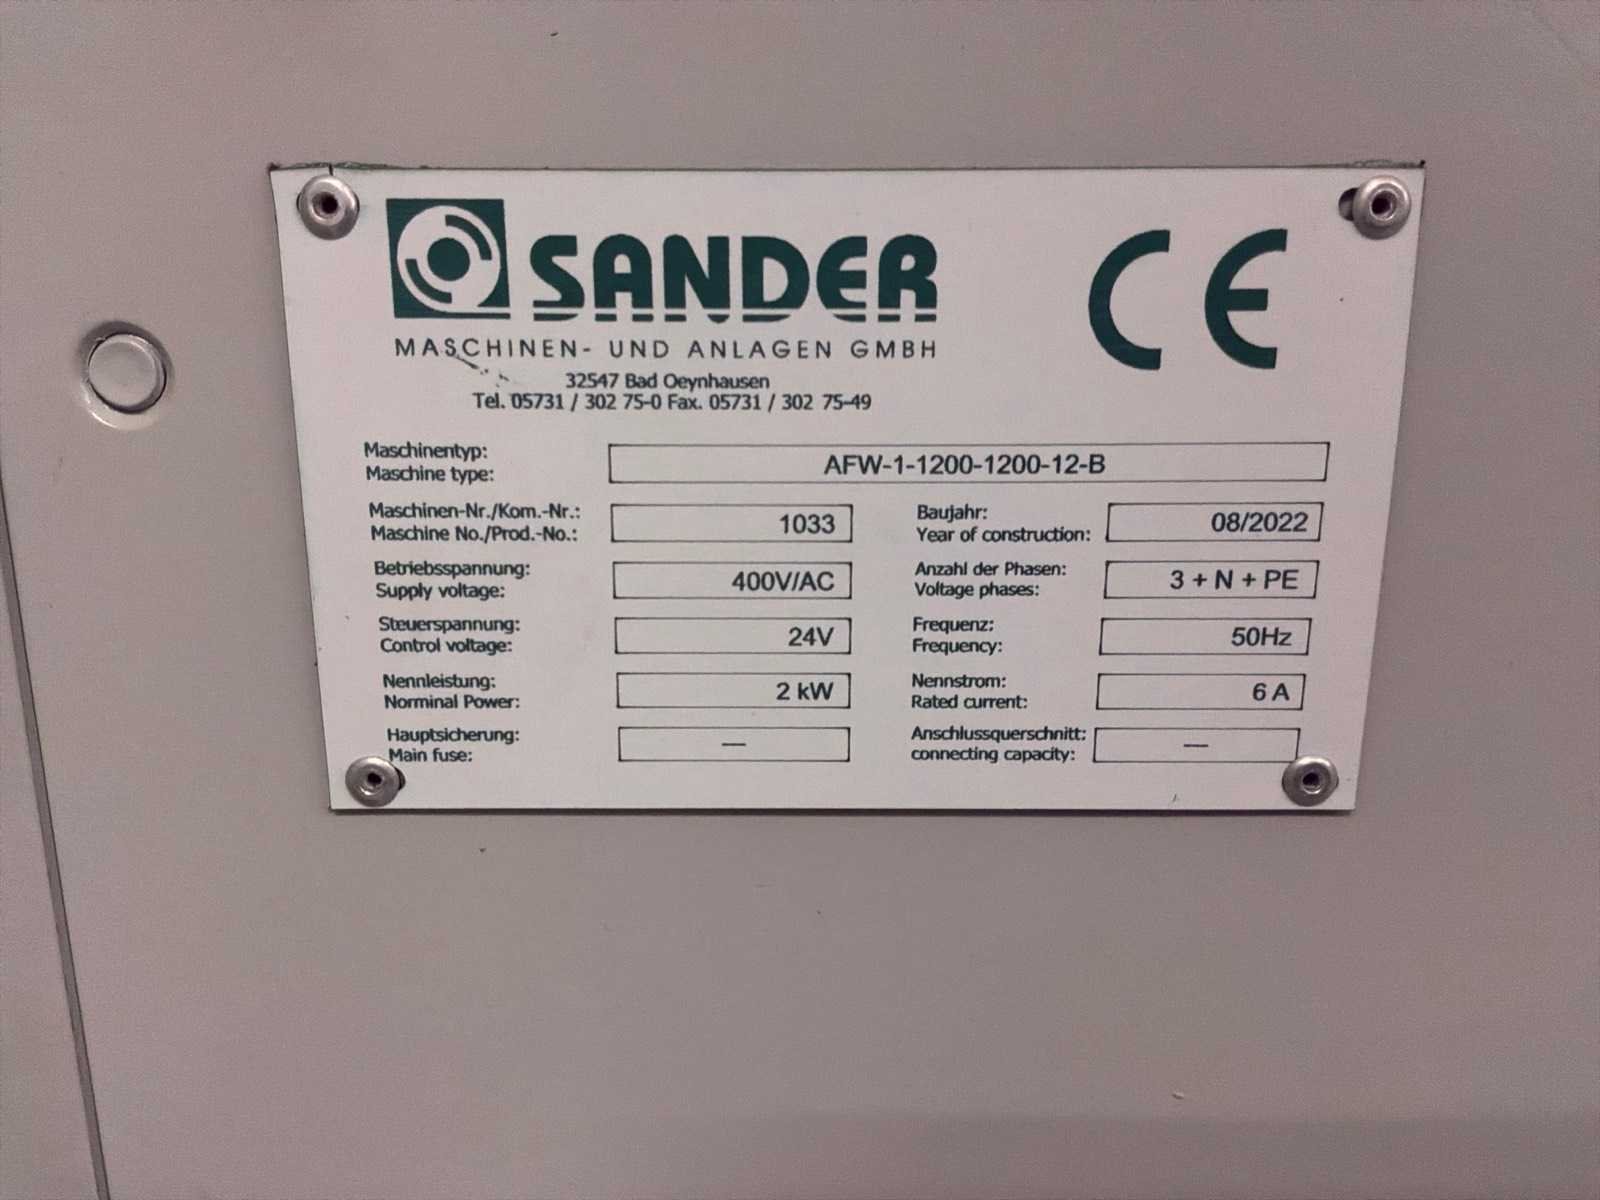 SANDER
CE
MASCHINEN- UND ANLAGEN GMBH
32547 Bad Oeynhausen
Tel. 05731 / 302 75-0 Fax. 05731 / 302 75-49
Maschinentyp:
Maschine type:
AFW-1-1200-1200-12-B
Maschinen-Nr./Kom.-Nr.:
Maschine No./Prod.-No.:
1033
Baujahr:
Year of construction:
08/2022
Betriebsspannung:
Supply voltage:
400V/AC
Anzahl der Phasen:
Voltage phases:
3 + N + PE
Steuerspannung:
Control voltage:
24V
Frequenz:
Frequency:
50Hz
Nennleistung:
Norminal Power:
2 kW
Nennstrom:
Rated current:
6 A
Hauptsicherung:
Main fuse:
—
Anschlussquerschnitt:
connecting capacity:
—